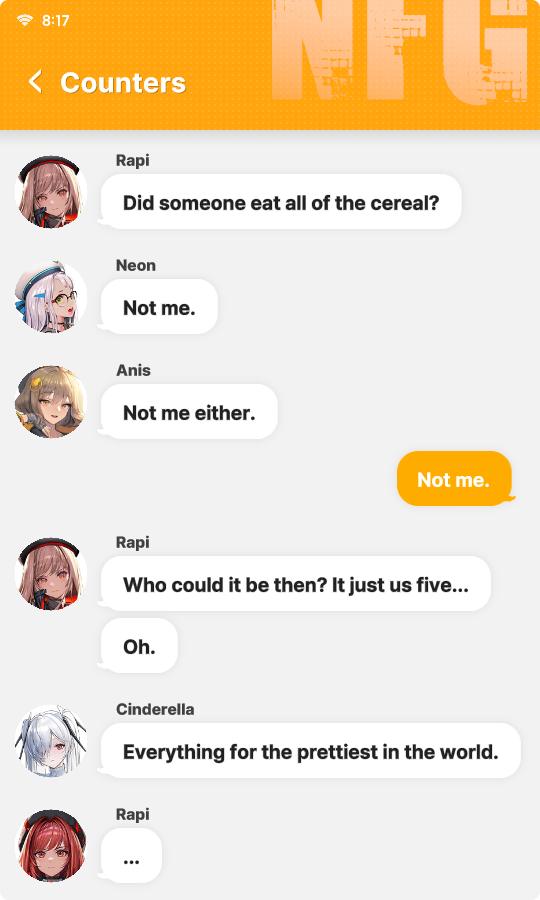 8:17
NFG
Counters
Rapi
Did someone eat all of the cereal?
Neon
Not me.
Anis
Not me either.
Not me.
Rapi
Who could it be then? It just us five...
Oh.
Cinderella
Everything for the prettiest in the world.
Rapi
...